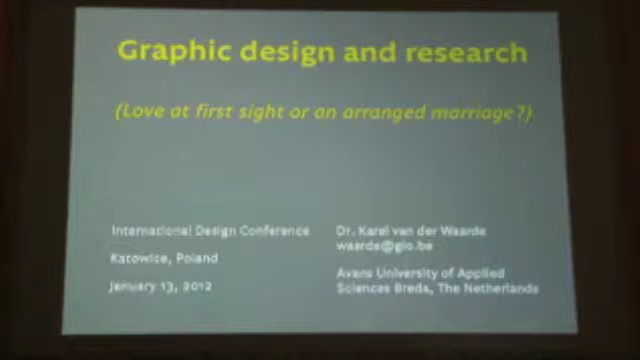 Graphic design and research
(Love at first sight or an arranged marriage?)
International Design Conference
Katowice, Poland
January 13, 2012
Dr. Karel van der Waarde
waarde@glo.be
Avans University of Applied
Sciences Breda, The Netherlands